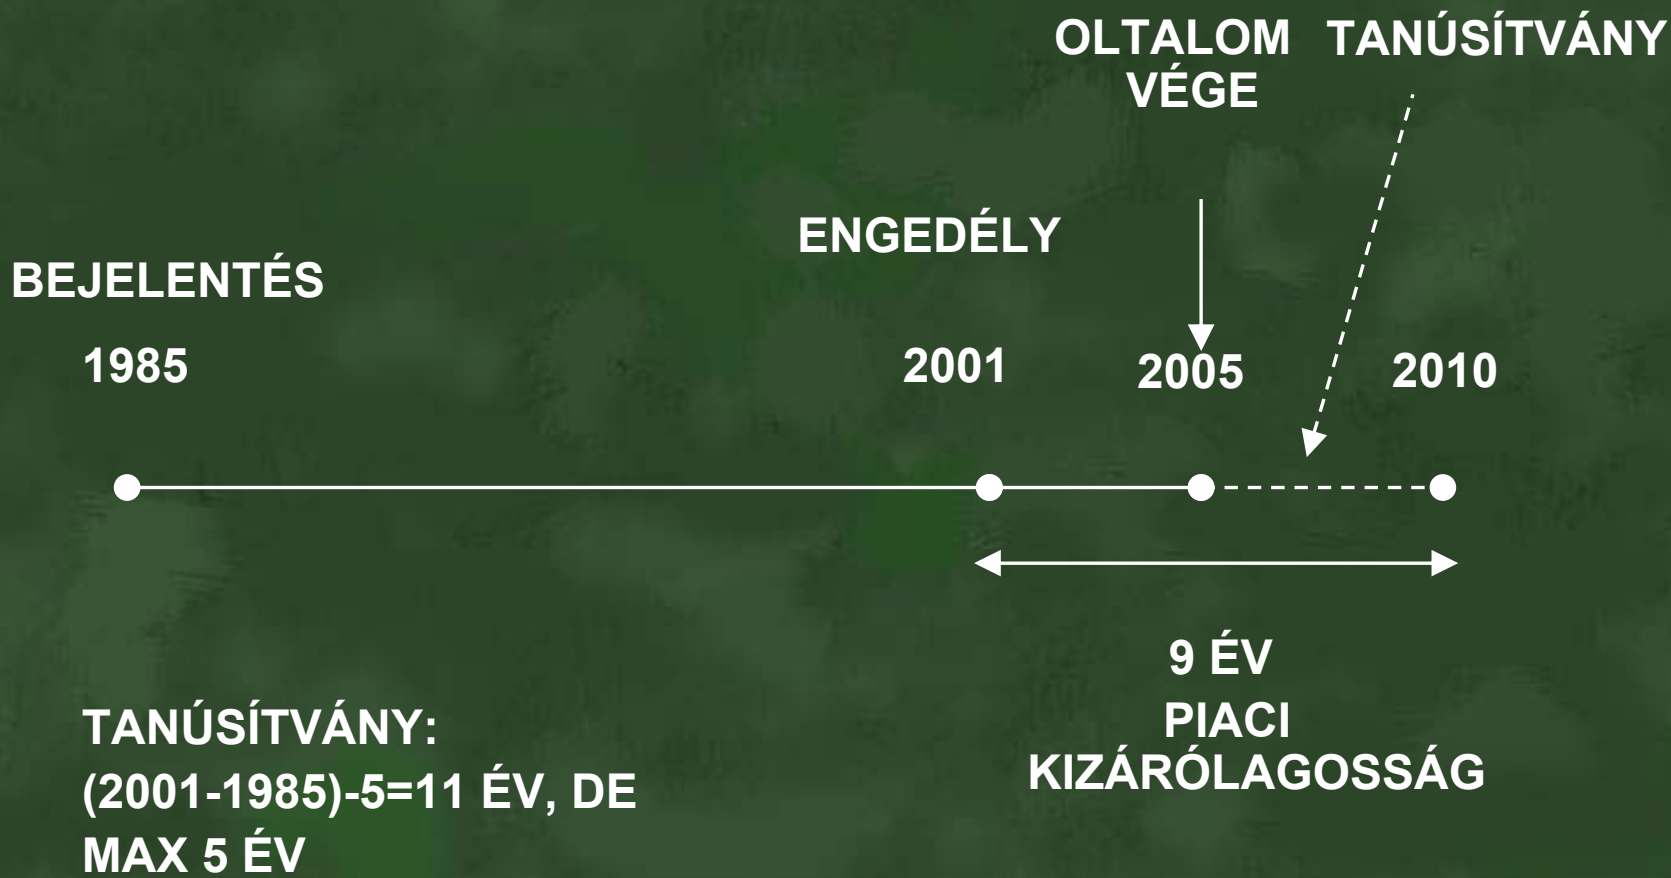 OLTALOM
VÉGE
TANÚSÍTVÁNY
ENGEDÉLY
BEJELENTÉS
1985
2001
2005
2010
9 ÉV
PIACI
KIZÁRÓLAGOSSÁG
TANÚSÍTVÁNY:
(2001-1985)-5=11 ÉV, DE
MAX 5 ÉV